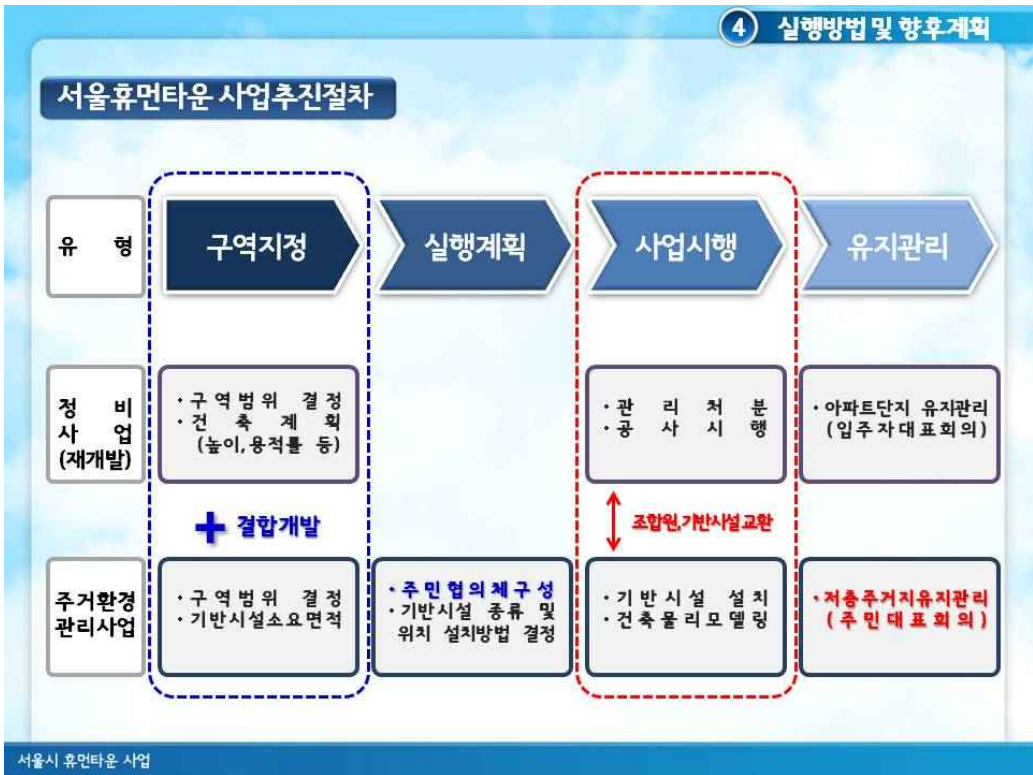 4 실행방법 및 향후계획
서울휴먼타운 사업추진절차
유 형
구역지정
실행계획
사업시행
유지관리
정 비
사 업
(재개발)
· 구역범위 결정
· 건축계획
(높이,용적률 등)
· 관리처분
· 공사시행
· 아파트단지 유지관리
(입주자대표회의)
+ 결합개발
조합원,기반시설교환
주거환경
관리사업
· 구역범위 결정
· 기반시설소요면적
· 주민협의체구성
· 기반시설 종류 및
위치 설치방법 결정
· 기반시설 설치
· 건축물리모델링
· 저층주거지유지관리
(주민대표회의)
서울시 휴먼타운 사업